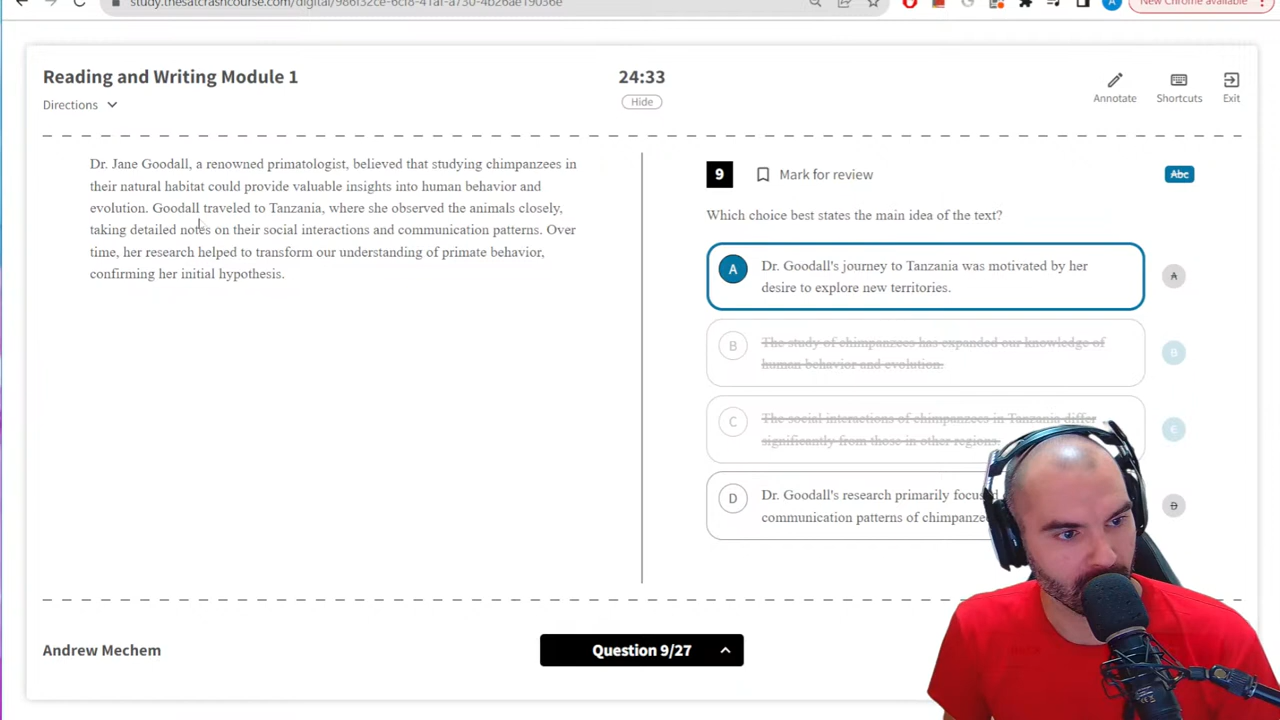 study.thesatcrashcourse.com/digital/
New Chrome available
Reading and Writing Module 1
24:33
Hide
Directions
Annotate
Shortcuts
Exit
Dr. Jane Goodall, a renowned primatologist, believed that studying chimpanzees in
their natural habitat could provide valuable insights into human behavior and
evolution. Goodall traveled to Tanzania, where she observed the animals closely,
taking detailed notes on their social interactions and communication patterns. Over
time, her research helped to transform our understanding of primate behavior,
confirming her initial hypothesis.
9
Mark for review
Abc
Which choice best states the main idea of the text?
A
Dr. Goodall's journey to Tanzania was motivated by her
desire to explore new territories.
A
B
The study of chimpanzees has expanded our knowledge of
human behavior and evolution.
B
C
The social interactions of chimpanzees in Tanzania differ
significantly from those in other regions.
C
D
Dr. Goodall's research primarily
communication patterns of
D
Andrew Mechem
Question 9/27